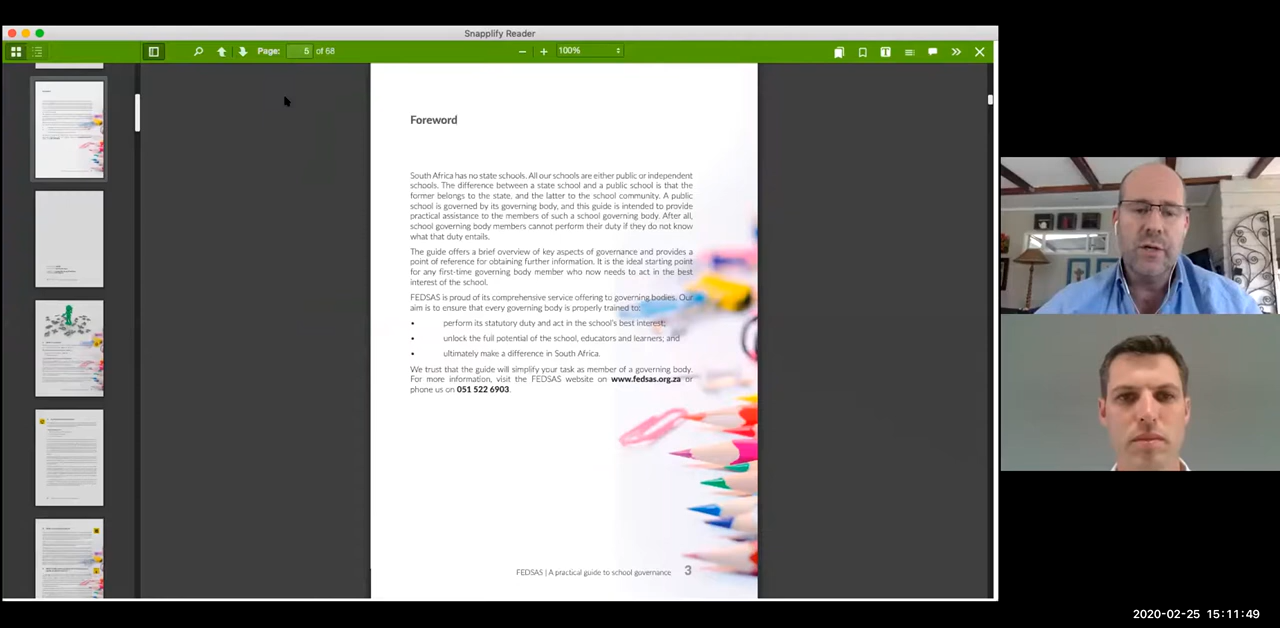 Snapplify Reader
Page: 5 of 68
100%
Foreword
South Africa has no state schools. All our schools are either public or independent
schools. The difference between a state school and a public school is that the
former belongs to the state, and the latter to the school community. A public
school is governed by its governing body, and this guide is intended to provide
practical assistance to the members of such a school governing body. After all,
school governing body members cannot perform their duty if they do not know
what that duty entails.
The guide offers a brief overview of key aspects of governance and provides a
point of reference for obtaining further information. It is the ideal starting point
for any first-time governing body member who now needs to act in the best
interest of the school.
FEDSAS is proud of its comprehensive service offering to governing bodies. Our
aim is to ensure that every governing body is properly trained to:
• perform its statutory duty and act in the school's best interest;
• unlock the full potential of the school, educators and learners; and
• ultimately make a difference in South Africa.
We trust that the guide will simplify your task as member of a governing body.
For more information, visit the FEDSAS website on www.fedsas.org.za or
phone us on 051 522 6903.
FEDSAS | A practical guide to school governance 3
2020-02-25 15:11:49